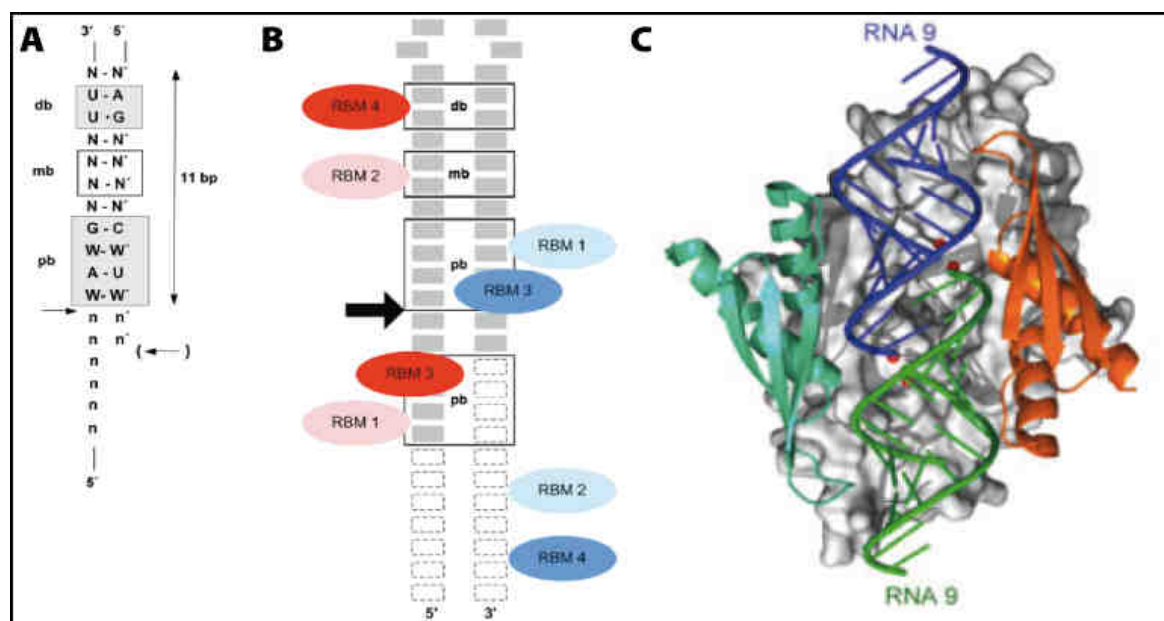 A
3' 5'
N - N'
db
U - A
U · G
N - N'
mb
N - N'
N - N'
11 bp
N - N'
pb
G - C
W - W'
A - U
W - W'
n n'
n n'
( )
n
n
n
n
5'
B
RBM 4
db
RBM 2
mb
RBM 1
pb
RBM 3
RBM 3
pb
RBM 1
RBM 2
RBM 4
5' 3'
C
RNA 9
RNA 9